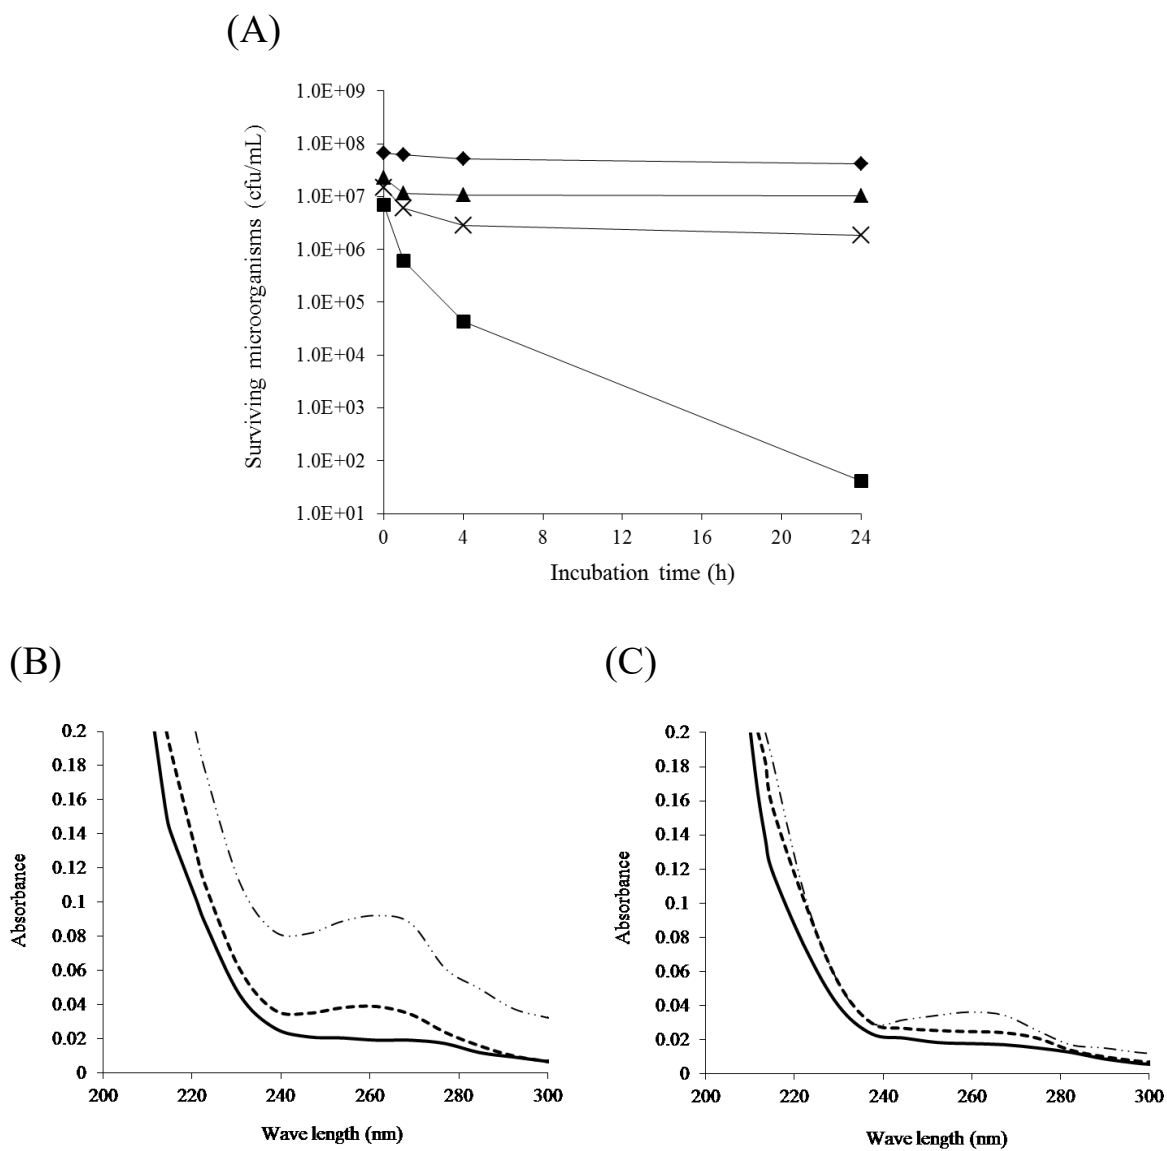 (A)
Surviving microorganisms (cfu/mL)
1.0E+09
1.0E+08
1.0E+07
1.0E+06
1.0E+05
1.0E+04
1.0E+03
1.0E+02
1.0E+01
0 4 8 12 16 20 24
Incubation time (h)
(B)
Absorbance
0.2
0.18
0.16
0.14
0.12
0.1
0.08
0.06
0.04
0.02
0
200 220 240 260 280 300
Wave length (nm)
(C)
Absorbance
0.2
0.18
0.16
0.14
0.12
0.1
0.08
0.06
0.04
0.02
0
200 220 240 260 280 300
Wave length (nm)